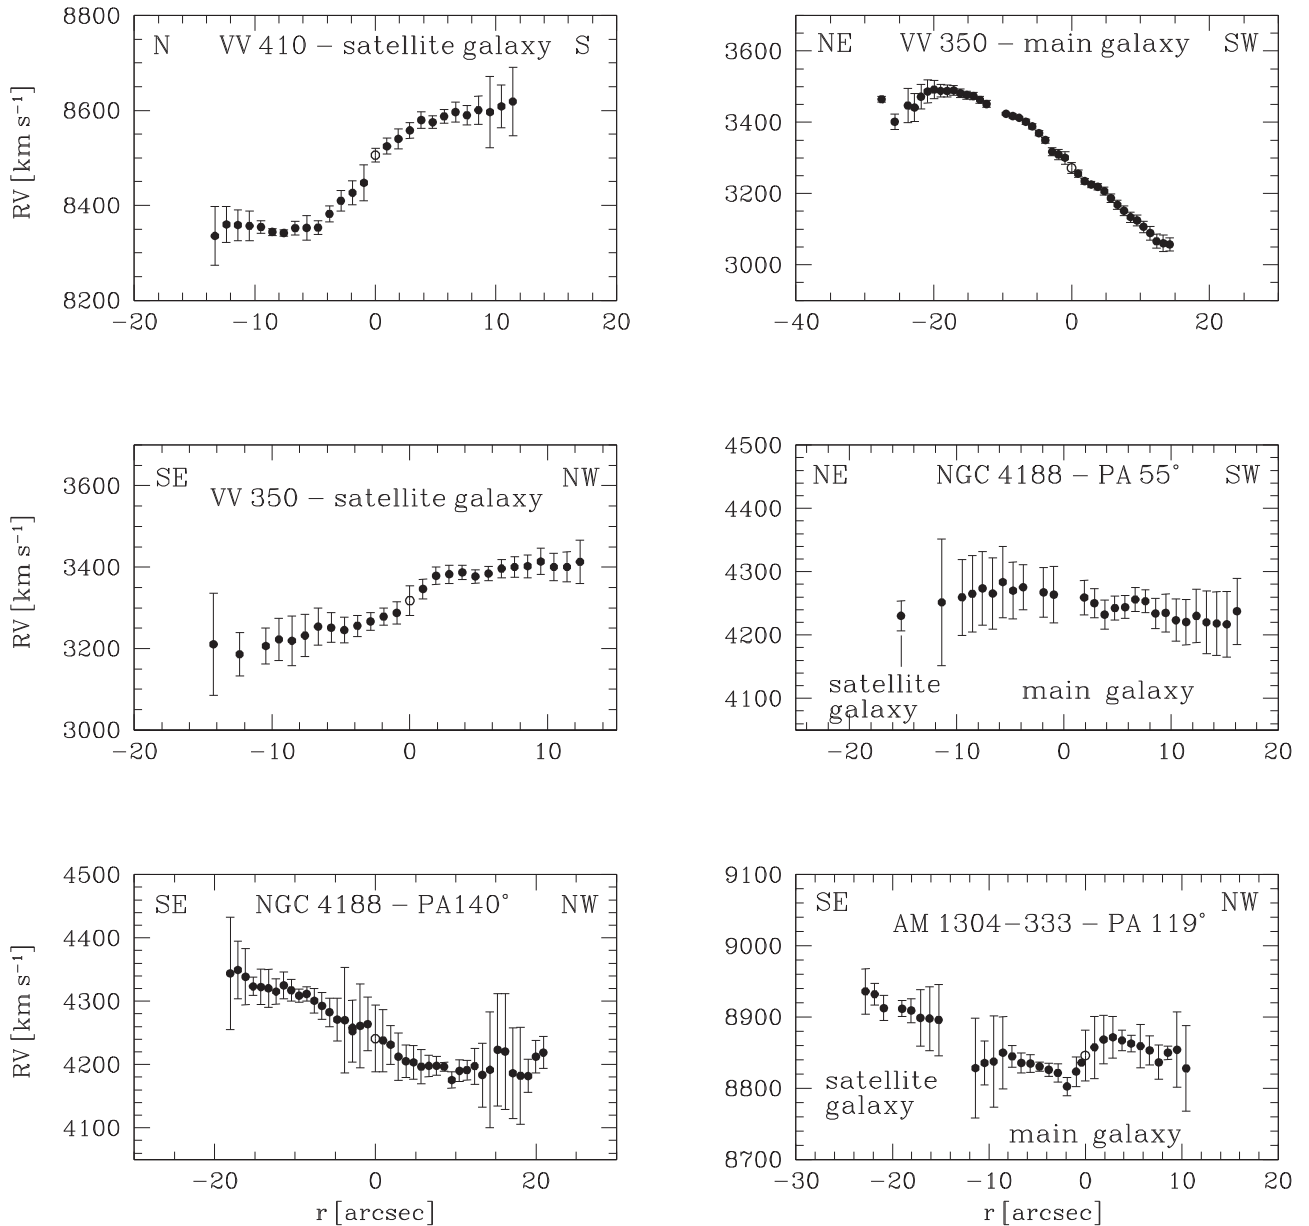 N VV 410 – satellite galaxy S
8800
8600
8400
8200
RV [km s⁻¹]
−20 −10 0 10 20
NE VV 350 – main galaxy SW
3600
3400
3200
3000
−40 −20 0 20
SE NW
VV 350 – satellite galaxy
3600
3400
3200
3000
RV [km s⁻¹]
−20 −10 0 10
NE NGC 4188 – PA 55° SW
4500
4400
4300
4200
4100
satellite
galaxy
main galaxy
−20 −10 0 10 20
SE NGC 4188 – PA140° NW
4500
4400
4300
4200
4100
RV [km s⁻¹]
−20 0 20
r [arcsec]
SE NW
AM 1304–333 – PA 119°
9100
9000
8900
8800
8700
satellite
galaxy
main galaxy
−30 −20 −10 0 10 20
r [arcsec]